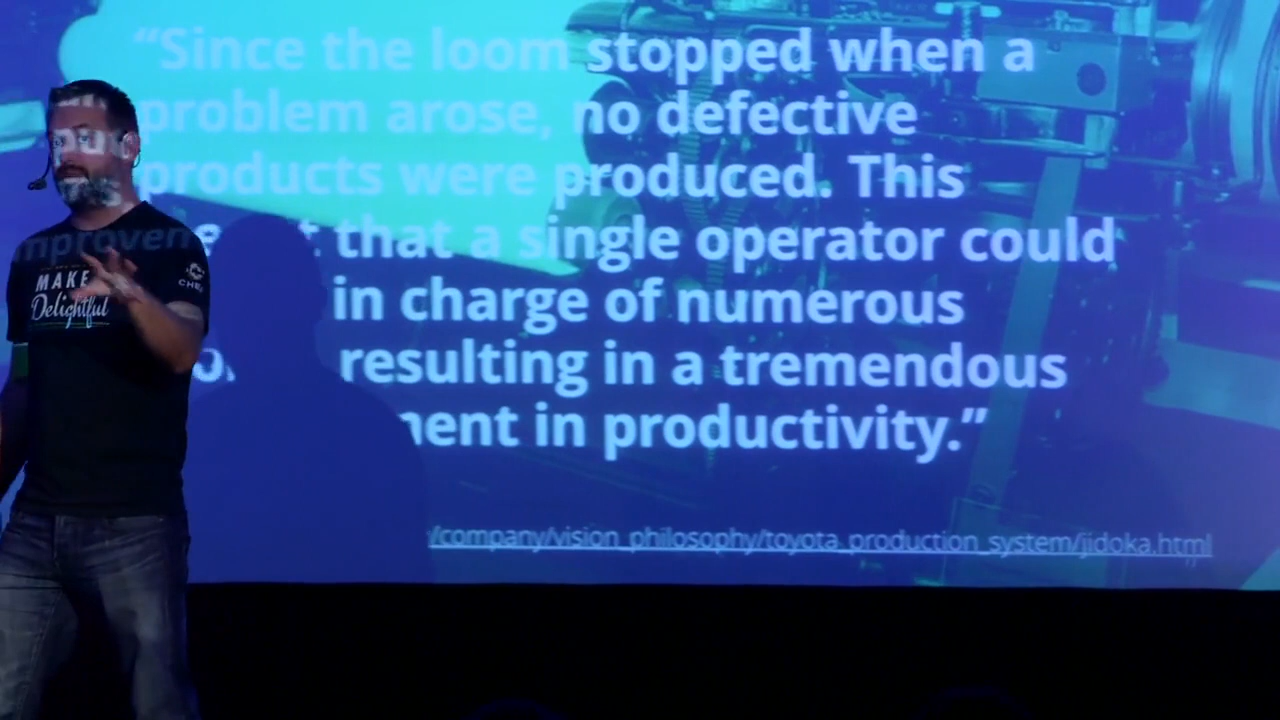 “Since the loom stopped when a
problem arose, no defective
products were produced. This
that a single operator could
in charge of numerous
resulting in a tremendous
in productivity.”
/company/vision_philosophy/toyota_production_system/jidoka.html
MAKE
Delightful